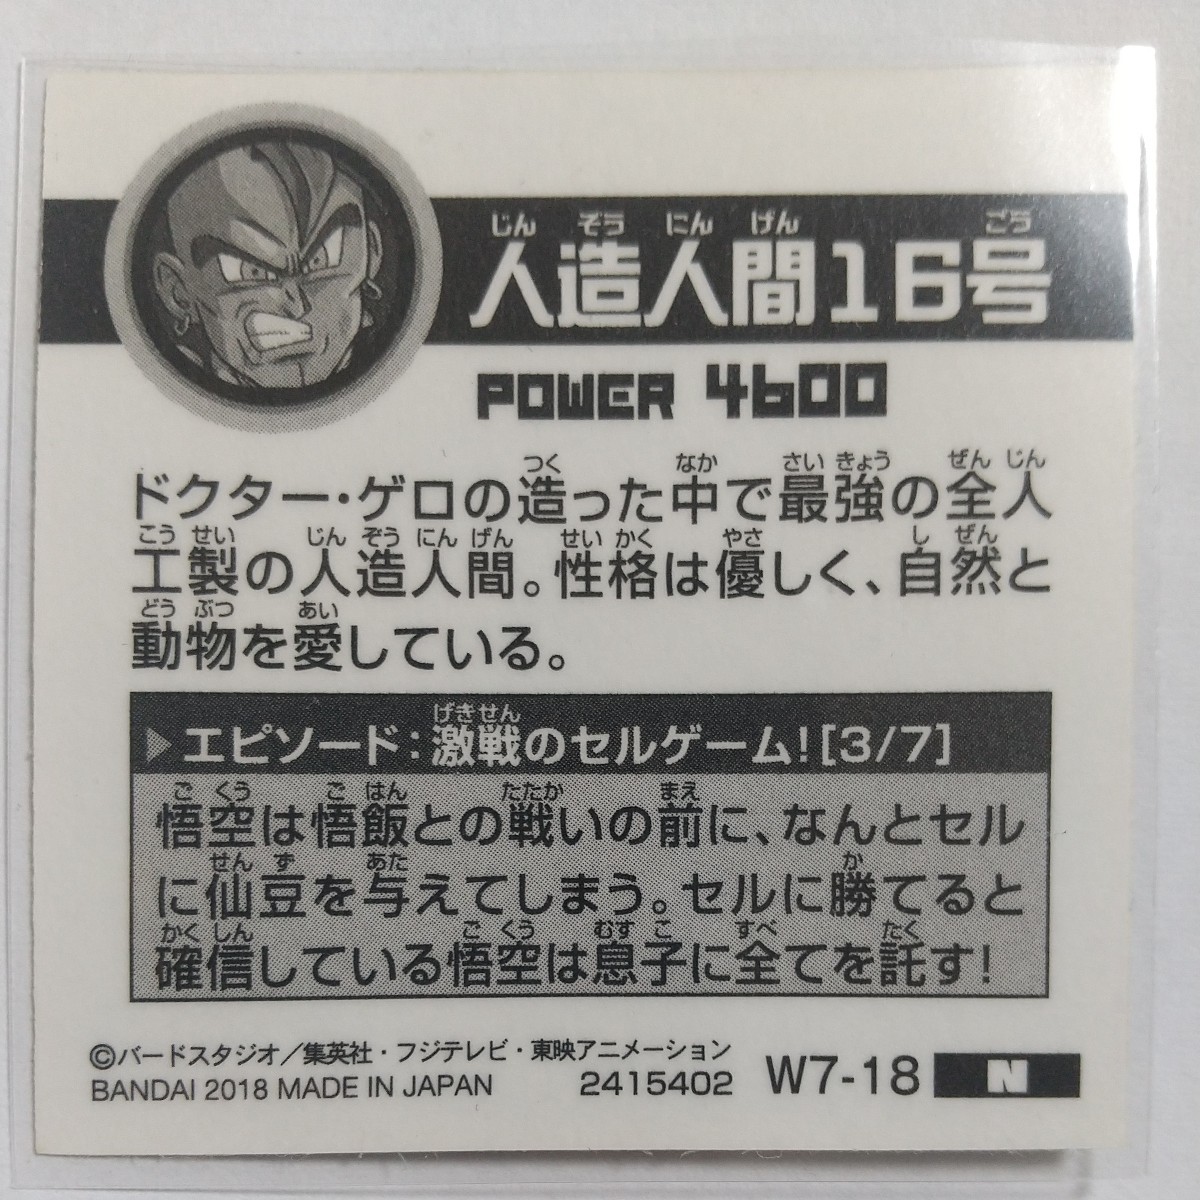 じんぞうにんげん ごう
人造人間16号
POWER 4600
つく なか さいきょう ぜんじん
ドクター・ゲロの造った中で最強の全人
こうせい じんぞうにんげん せいかく やさ しぜん
工製の人造人間。性格は優しく、自然と
どうぶつ あい
動物を愛している。
げきせん
▶エピソード:激戦のセルゲーム![3/7]
ごくう ごはん たたか まえ
悟空は悟飯との戦いの前に、なんとセル
せんず あた か
に仙豆を与えてしまう。セルに勝てると
かくしん ごくう むすこ すべ たく
確信している悟空は息子に全てを託す!
©バードスタジオ/集英社・フジテレビ・東映アニメーション
BANDAI 2018 MADE IN JAPAN 2415402 W7-18 N